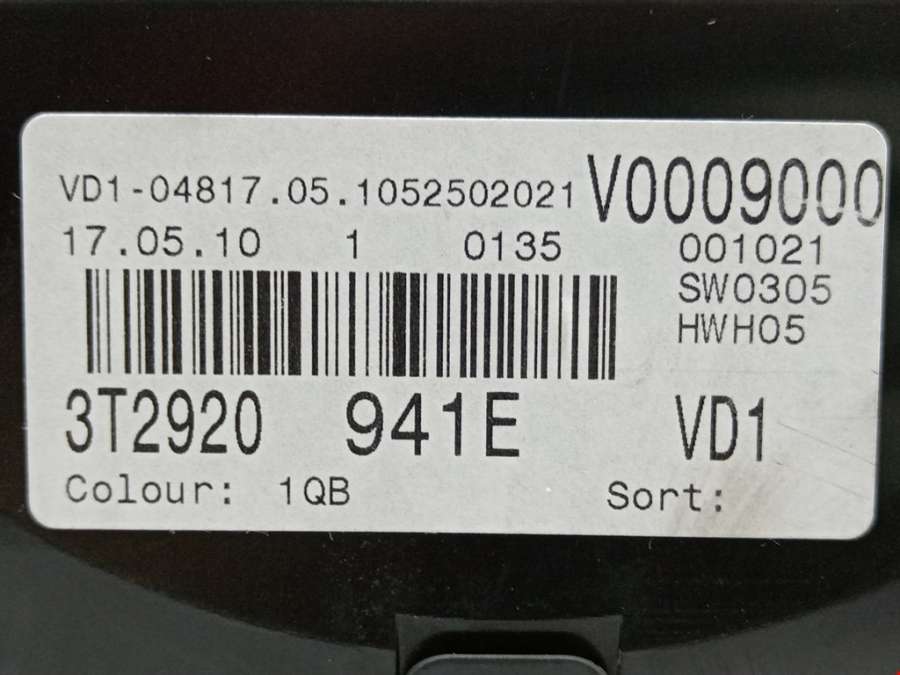 VD1-04817.05.1052502021 V0009000
17.05.10 1 0135 001021
SW0305
HWH05
3T2920 941E VD1
Colour: 1QB Sort: